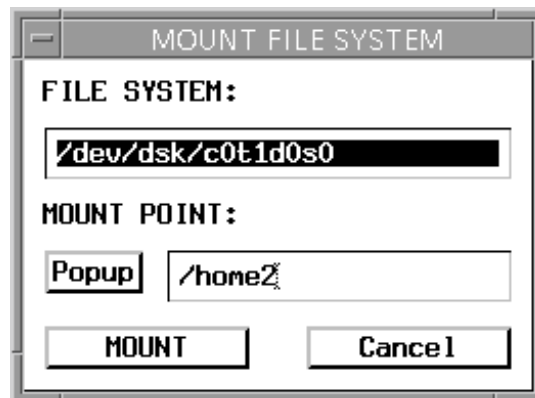 MOUNT FILE SYSTEM
FILE SYSTEM:
/dev/dsk/c0t1d0s0
MOUNT POINT:
Popup /home2
MOUNT Cancel